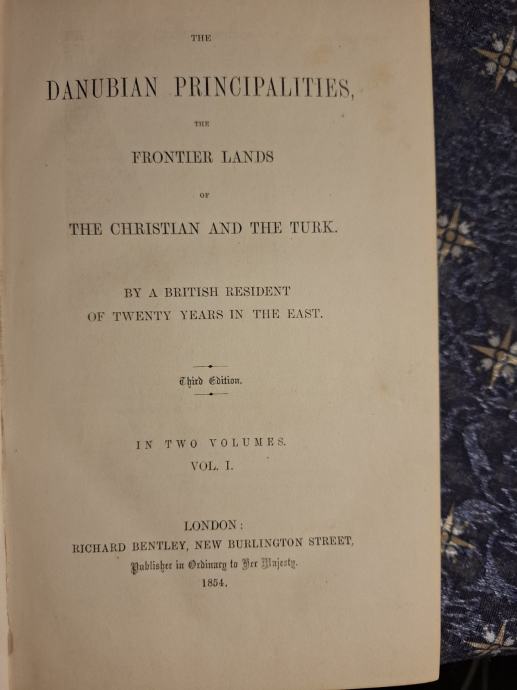 THE
DANUBIAN PRINCIPALITIES,
THE
FRONTIER LANDS
OF
THE CHRISTIAN AND THE TURK.
BY A BRITISH RESIDENT
OF TWENTY YEARS IN THE EAST.
Third Edition.
IN TWO VOLUMES.
VOL. I.
LONDON:
RICHARD BENTLEY, NEW BURLINGTON STREET,
Publisher in Ordinary to Her Majesty.
1854.